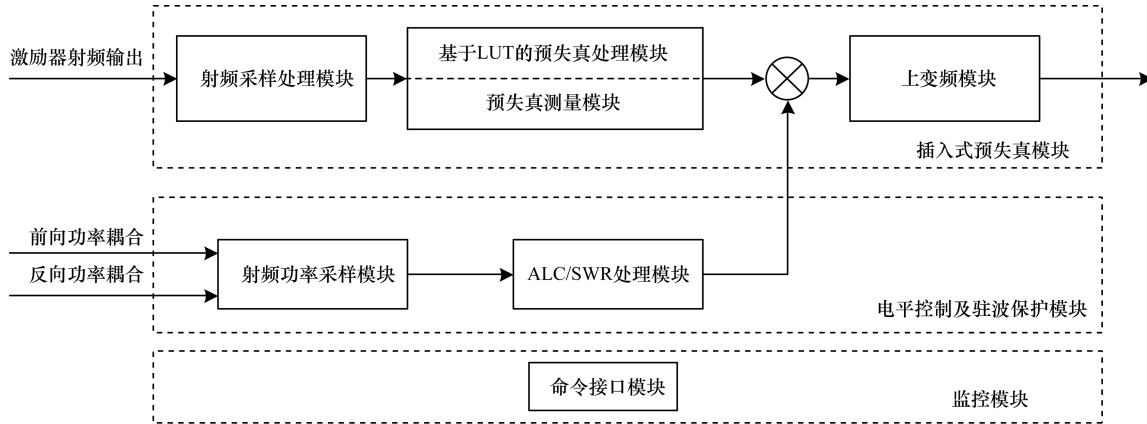 激励器射频输出
射频采样处理模块
基于LUT的预失真处理模块
预失真测量模块
上变频模块
插入式预失真模块
前向功率耦合
反向功率耦合
射频功率采样模块
ALC/SWR处理模块
电平控制及驻波保护模块
命令接口模块
监控模块